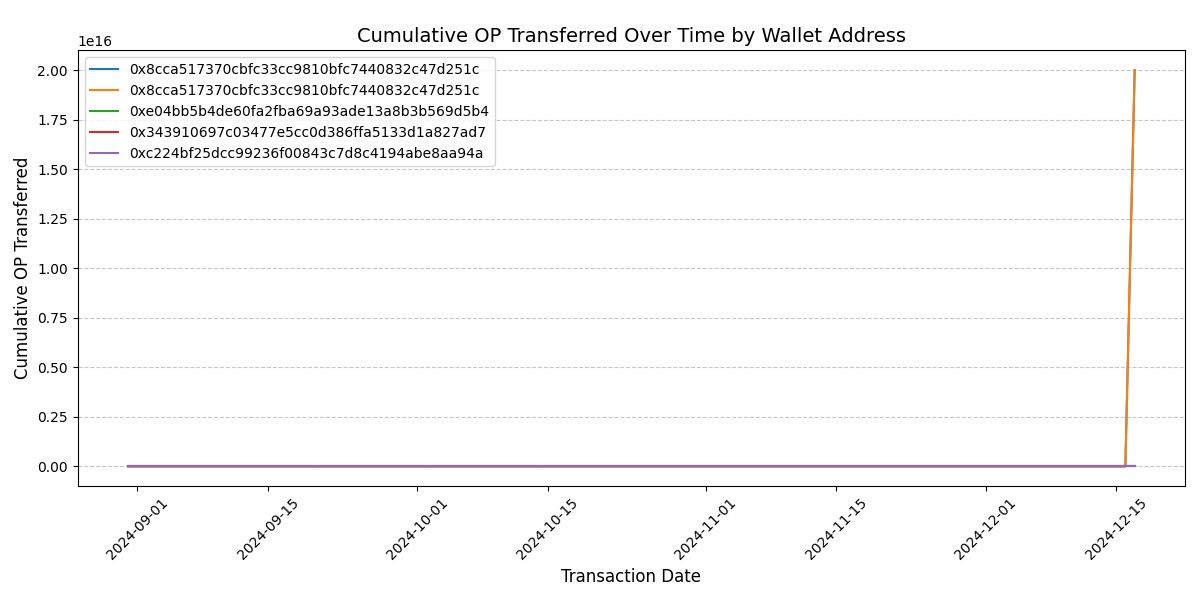 Cumulative OP Transferred Over Time by Wallet Address
1e16
2.00
1.75
1.50
1.25
1.00
0.75
0.50
0.25
0.00
Cumulative OP Transferred
0x8cca517370cbfc33cc9810bfc7440832c47d251c
0x8cca517370cbfc33cc9810bfc7440832c47d251c
0xe04bb5b4de60fa2fba69a93ade13a8b3b569d5b4
0x343910697c03477e5cc0d386ffa5133d1a827ad7
0xc224bf25dcc99236f00843c7d8c4194abe8aa94a
2024-09-01
2024-09-15
2024-10-01
2024-10-15
2024-11-01
2024-11-15
2024-12-01
2024-12-15
Transaction Date